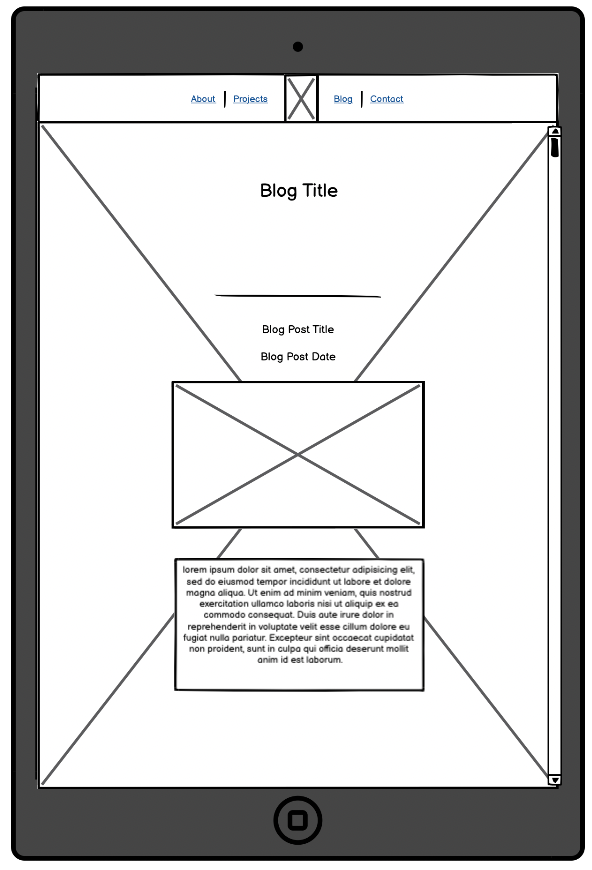 About | Projects Blog | Contact
Blog Title
Blog Post Title
Blog Post Date
lorem ipsum dolor sit amet, consectetur adipisicing elit,
sed do eiusmod tempor incididunt ut labore et dolore
magna aliqua. Ut enim ad minim veniam, quis nostrud
exercitation ullamco laboris nisi ut aliquip ex ea
commodo consequat. Duis aute irure dolor in
reprehenderit in voluptate velit esse cillum dolore eu
fugiat nulla pariatur. Excepteur sint occaecat cupidatat
non proident, sunt in culpa qui officia deserunt mollit
anim id est laborum.